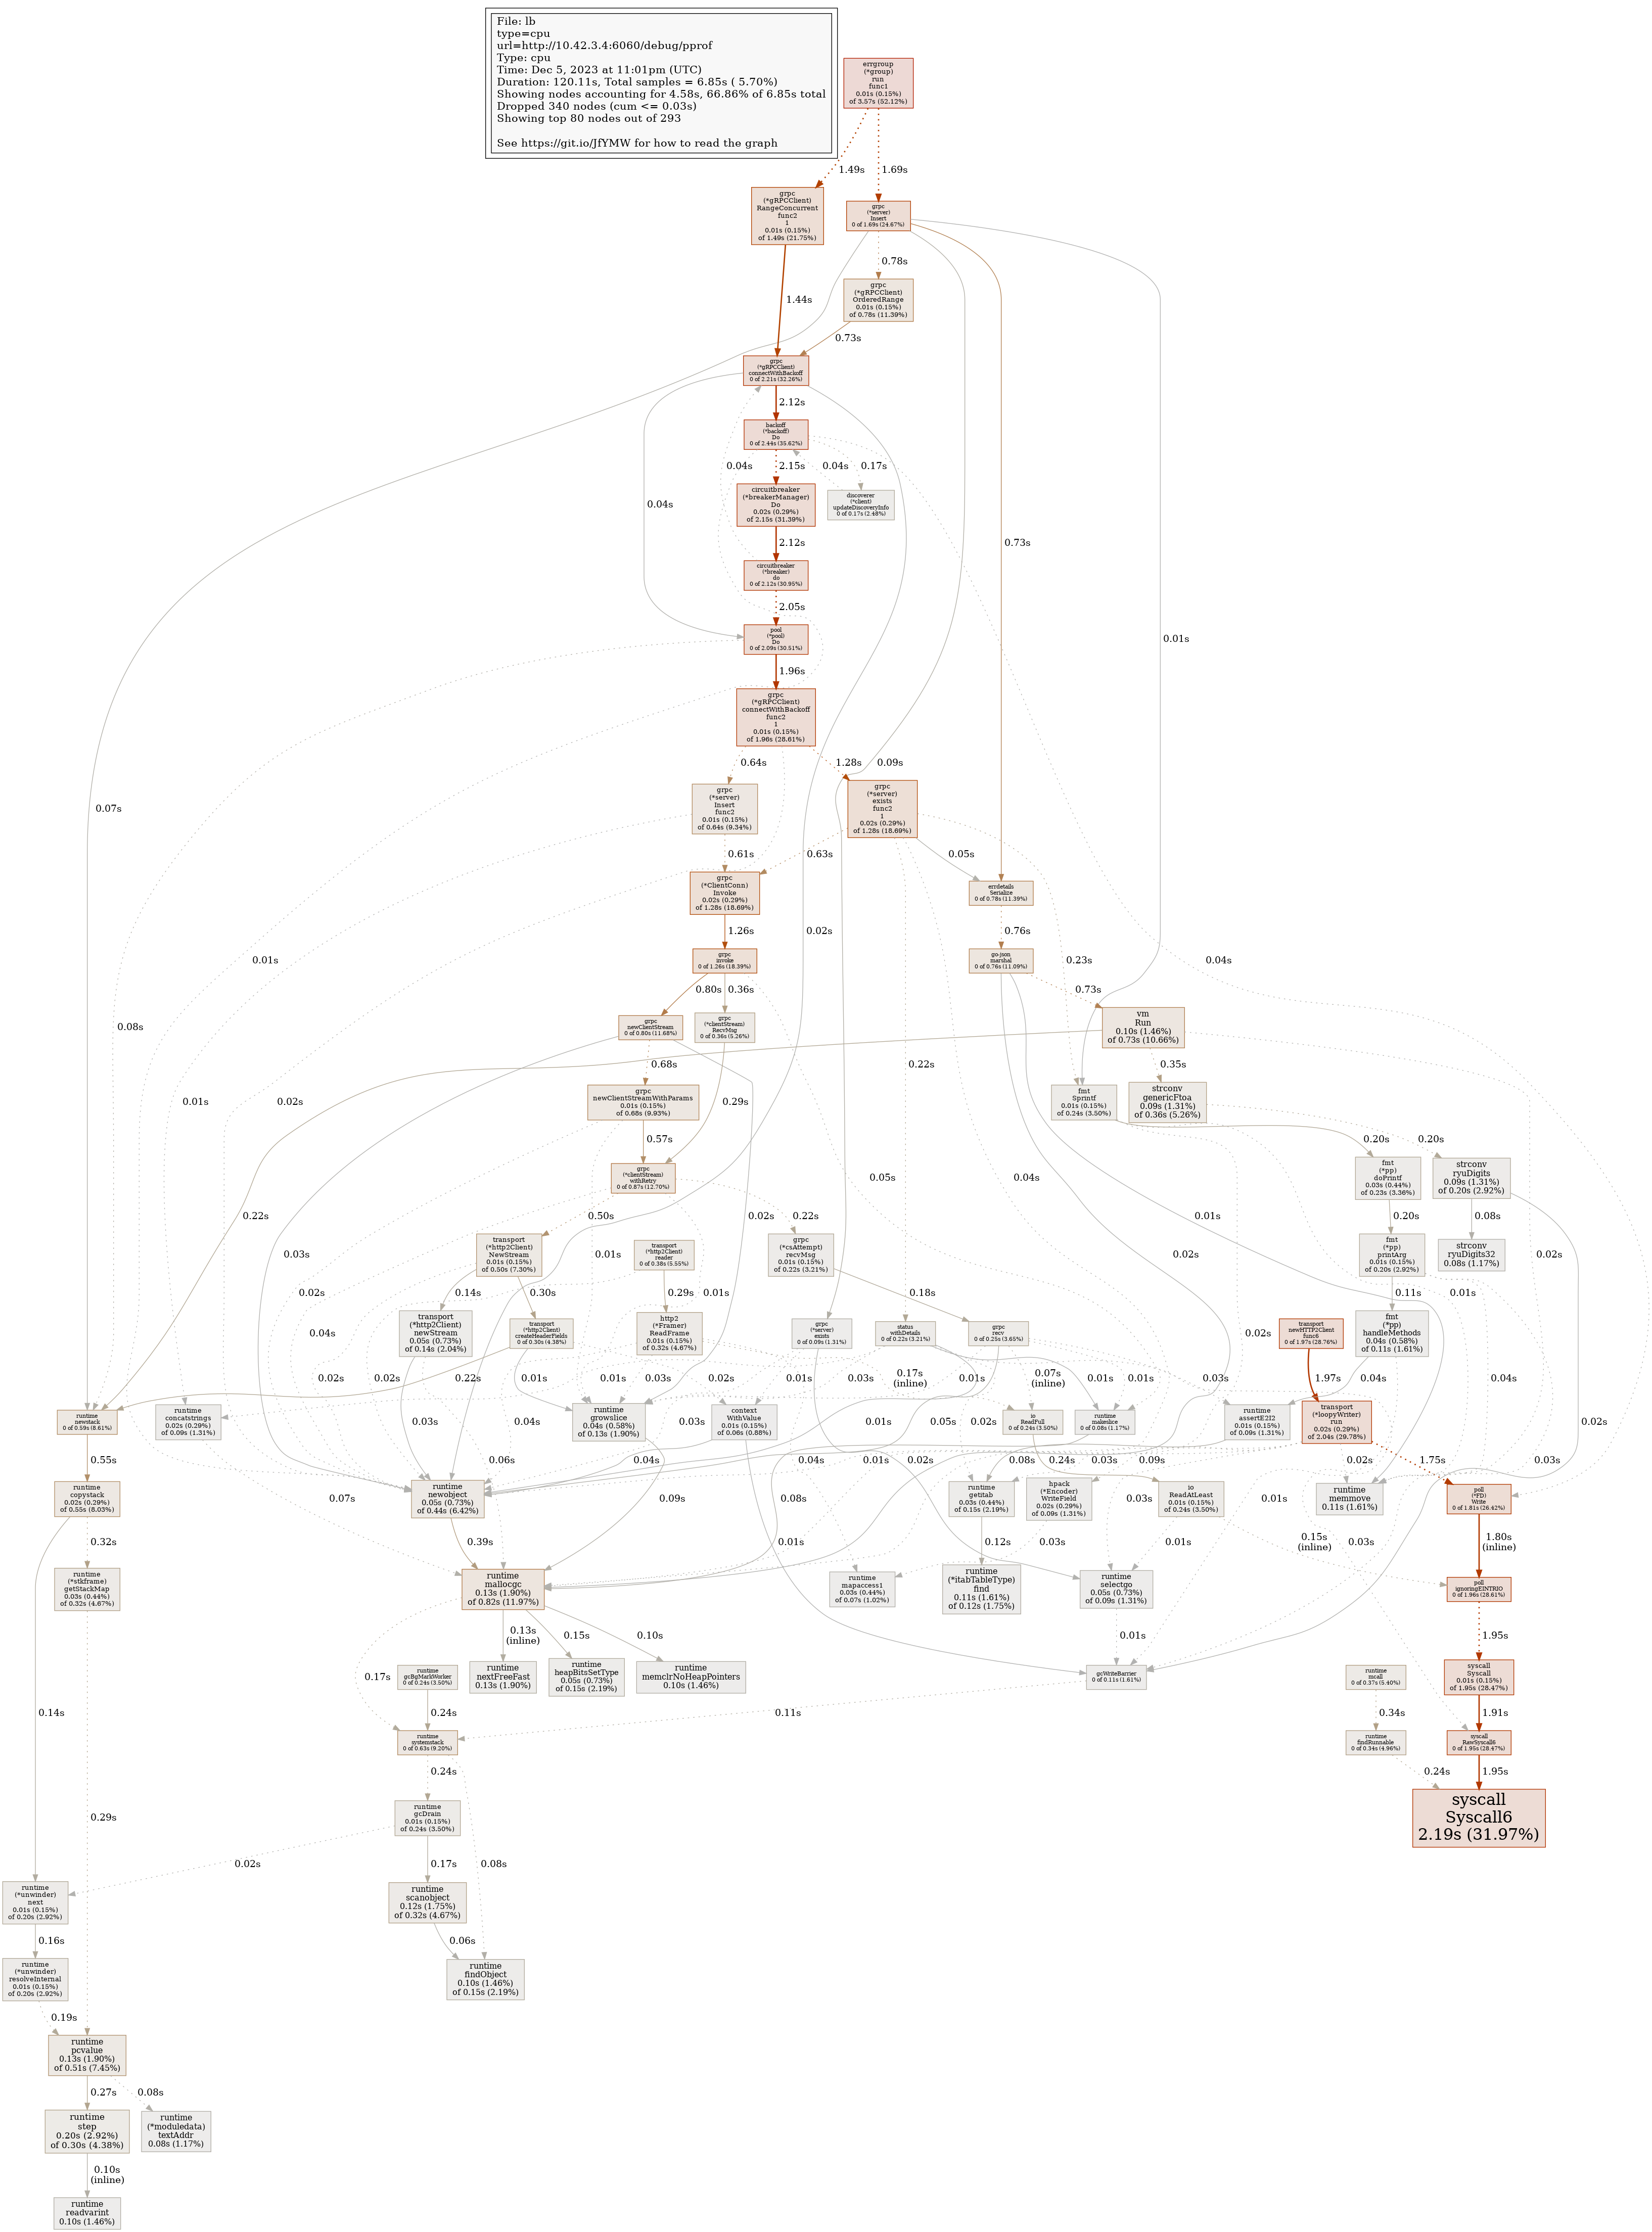 File: lb
type=cpu
url=http://10.42.3.4:6060/debug/pprof
Type: cpu
Time: Dec 5, 2023 at 11:01pm (UTC)
Duration: 120.11s, Total samples = 6.85s ( 5.70%)
Showing nodes accounting for 4.58s, 66.86% of 6.85s total
Dropped 340 nodes (cum <= 0.03s)
Showing top 80 nodes out of 293
See https://git.io/JfYMW for how to read the graph
errgroup
(*group)
run
func1
0.01s (0.15%)
of 3.57s (52.12%)
1.49s
1.69s
grpc
(*gRPCClient)
RangeConcurrent
func2
1
0.01s (0.15%)
of 1.49s (21.75%)
grpc
(*server)
Insert
0 of 1.69s (24.67%)
0.78s
grpc
(*gRPCClient)
OrderedRange
0.01s (0.15%)
of 0.78s (11.39%)
1.44s
0.73s
grpc
(*gRPCClient)
connectWithBackoff
0 of 2.21s (32.26%)
2.12s
backoff
(*backoff)
Do
0 of 2.44s (35.62%)
0.04s
2.15s
0.04s
0.17s
circuitbreaker
(*breakerManager)
Do
0.02s (0.29%)
of 2.15s (31.39%)
discoverer
(*client)
updateDiscoveryInfo
0 of 0.17s (2.48%)
0.04s
2.12s
0.73s
circuitbreaker
(*breaker)
do
0 of 2.12s (30.95%)
2.05s
pool
(*pool)
Do
0 of 2.09s (30.51%)
0.01s
1.96s
grpc
(*gRPCClient)
connectWithBackoff
func2
1
0.01s (0.15%)
of 1.96s (28.61%)
0.64s
1.28s
0.09s
grpc
(*server)
Insert
func2
0.01s (0.15%)
of 0.64s (9.34%)
grpc
(*server)
exists
func2
1
0.02s (0.29%)
of 1.28s (18.69%)
0.07s
0.61s
0.63s
0.05s
grpc
(*ClientConn)
Invoke
0.02s (0.29%)
of 1.28s (18.69%)
errdetails
Serialize
0 of 0.78s (11.39%)
1.26s
0.02s
0.76s
0.01s
grpc
invoke
0 of 1.26s (18.39%)
go-json
marshal
0 of 0.76s (11.09%)
0.23s
0.04s
0.80s
0.36s
0.73s
0.08s
grpc
newClientStream
0 of 0.80s (11.68%)
grpc
(*clientStream)
RecvMsg
0 of 0.36s (5.26%)
vm
Run
0.10s (1.46%)
of 0.73s (10.66%)
0.68s
0.22s
0.35s
grpc
newClientStreamWithParams
0.01s (0.15%)
of 0.68s (9.93%)
fmt
Sprintf
0.01s (0.15%)
of 0.24s (3.50%)
strconv
genericFtoa
0.09s (1.31%)
of 0.36s (5.26%)
0.01s
0.02s
0.29s
0.57s
0.20s
0.20s
grpc
(*clientStream)
withRetry
0 of 0.87s (12.70%)
0.05s
0.04s
fmt
(*pp)
doPrintf
0.03s (0.44%)
of 0.23s (3.36%)
strconv
ryuDigits
0.09s (1.31%)
of 0.20s (2.92%)
0.22s
0.50s
0.22s
0.02s
0.01s
0.20s
0.08s
0.03s
0.01s
0.02s
0.02s
transport
(*http2Client)
NewStream
0.01s (0.15%)
of 0.50s (7.30%)
transport
(*http2Client)
reader
0 of 0.38s (5.55%)
grpc
(*csAttempt)
recvMsg
0.01s (0.15%)
of 0.22s (3.21%)
fmt
(*pp)
printArg
0.01s (0.15%)
of 0.20s (2.92%)
strconv
ryuDigits32
0.08s (1.17%)
0.02s
0.14s
0.30s
0.29s
0.01s
0.18s
0.11s
0.01s
0.04s
transport
(*http2Client)
newStream
0.05s (0.73%)
of 0.14s (2.04%)
transport
(*http2Client)
createHeaderFields
0 of 0.30s (4.38%)
http2
(*Framer)
ReadFrame
0.01s (0.15%)
of 0.32s (4.67%)
grpc
(*server)
exists
0 of 0.09s (1.31%)
status
withDetails
0 of 0.22s (3.21%)
grpc
recv
0 of 0.25s (3.65%)
0.02s
transport
newHTTP2Client
func6
0 of 1.97s (28.76%)
fmt
(*pp)
handleMethods
0.04s (0.58%)
of 0.11s (1.61%)
0.02s
0.02s
0.22s
0.01s
0.01s
0.03s
0.02s
0.01s
0.03s
0.17s
(inline)
0.01s
0.07s
(inline)
0.01s
0.01s
0.03s
1.97s
0.04s
0.04s
runtime
newstack
0 of 0.59s (8.61%)
runtime
concatstrings
0.02s (0.29%)
of 0.09s (1.31%)
0.03s
0.04s
runtime
growslice
0.04s (0.58%)
of 0.13s (1.90%)
0.03s
context
WithValue
0.01s (0.15%)
of 0.06s (0.88%)
0.01s
0.05s
0.02s
io
ReadFull
0 of 0.24s (3.50%)
runtime
makeslice
0 of 0.08s (1.17%)
runtime
assertE2I2
0.01s (0.15%)
of 0.09s (1.31%)
transport
(*loopyWriter)
run
0.02s (0.29%)
of 2.04s (29.78%)
0.02s
0.55s
0.06s
0.04s
0.04s
0.01s
0.08s
0.24s
0.03s
0.09s
0.02s
1.75s
0.03s
runtime
copystack
0.02s (0.29%)
of 0.55s (8.03%)
0.07s
runtime
newobject
0.05s (0.73%)
of 0.44s (6.42%)
0.09s
0.08s
runtime
getitab
0.03s (0.44%)
of 0.15s (2.19%)
hpack
(*Encoder)
WriteField
0.02s (0.29%)
of 0.09s (1.31%)
0.03s
io
ReadAtLeast
0.01s (0.15%)
of 0.24s (3.50%)
0.01s
runtime
memmove
0.11s (1.61%)
poll
(*FD)
Write
0 of 1.81s (26.42%)
0.32s
0.39s
0.01s
0.12s
0.03s
0.01s
0.15s
(inline)
0.03s
1.80s
(inline)
runtime
(*stkframe)
getStackMap
0.03s (0.44%)
of 0.32s (4.67%)
runtime
mallocgc
0.13s (1.90%)
of 0.82s (11.97%)
runtime
mapaccess1
0.03s (0.44%)
of 0.07s (1.02%)
runtime
(*itabTableType)
find
0.11s (1.61%)
of 0.12s (1.75%)
runtime
selectgo
0.05s (0.73%)
of 0.09s (1.31%)
poll
ignoringEINTRIO
0 of 1.96s (28.61%)
0.17s
0.13s
(inline)
0.15s
0.10s
0.01s
1.95s
runtime
gcBgMarkWorker
0 of 0.24s (3.50%)
runtime
nextFreeFast
0.13s (1.90%)
runtime
heapBitsSetType
0.05s (0.73%)
of 0.15s (2.19%)
runtime
memclrNoHeapPointers
0.10s (1.46%)
gcWriteBarrier
0 of 0.11s (1.61%)
runtime
mcall
0 of 0.37s (5.40%)
syscall
Syscall
0.01s (0.15%)
of 1.95s (28.47%)
0.14s
0.24s
0.11s
0.34s
1.91s
runtime
systemstack
0 of 0.63s (9.20%)
runtime
findRunnable
0 of 0.34s (4.96%)
syscall
RawSyscall6
0 of 1.95s (28.47%)
0.24s
0.24s
1.95s
0.29s
runtime
gcDrain
0.01s (0.15%)
of 0.24s (3.50%)
syscall
Syscall6
2.19s (31.97%)
0.02s
0.17s
0.08s
runtime
(*unwinder)
next
0.01s (0.15%)
of 0.20s (2.92%)
runtime
scanobject
0.12s (1.75%)
of 0.32s (4.67%)
0.16s
0.06s
runtime
(*unwinder)
resolveInternal
0.01s (0.15%)
of 0.20s (2.92%)
runtime
findObject
0.10s (1.46%)
of 0.15s (2.19%)
0.19s
runtime
pcvalue
0.13s (1.90%)
of 0.51s (7.45%)
0.27s
0.08s
runtime
step
0.20s (2.92%)
of 0.30s (4.38%)
runtime
(*moduledata)
textAddr
0.08s (1.17%)
0.10s
(inline)
runtime
readvarint
0.10s (1.46%)